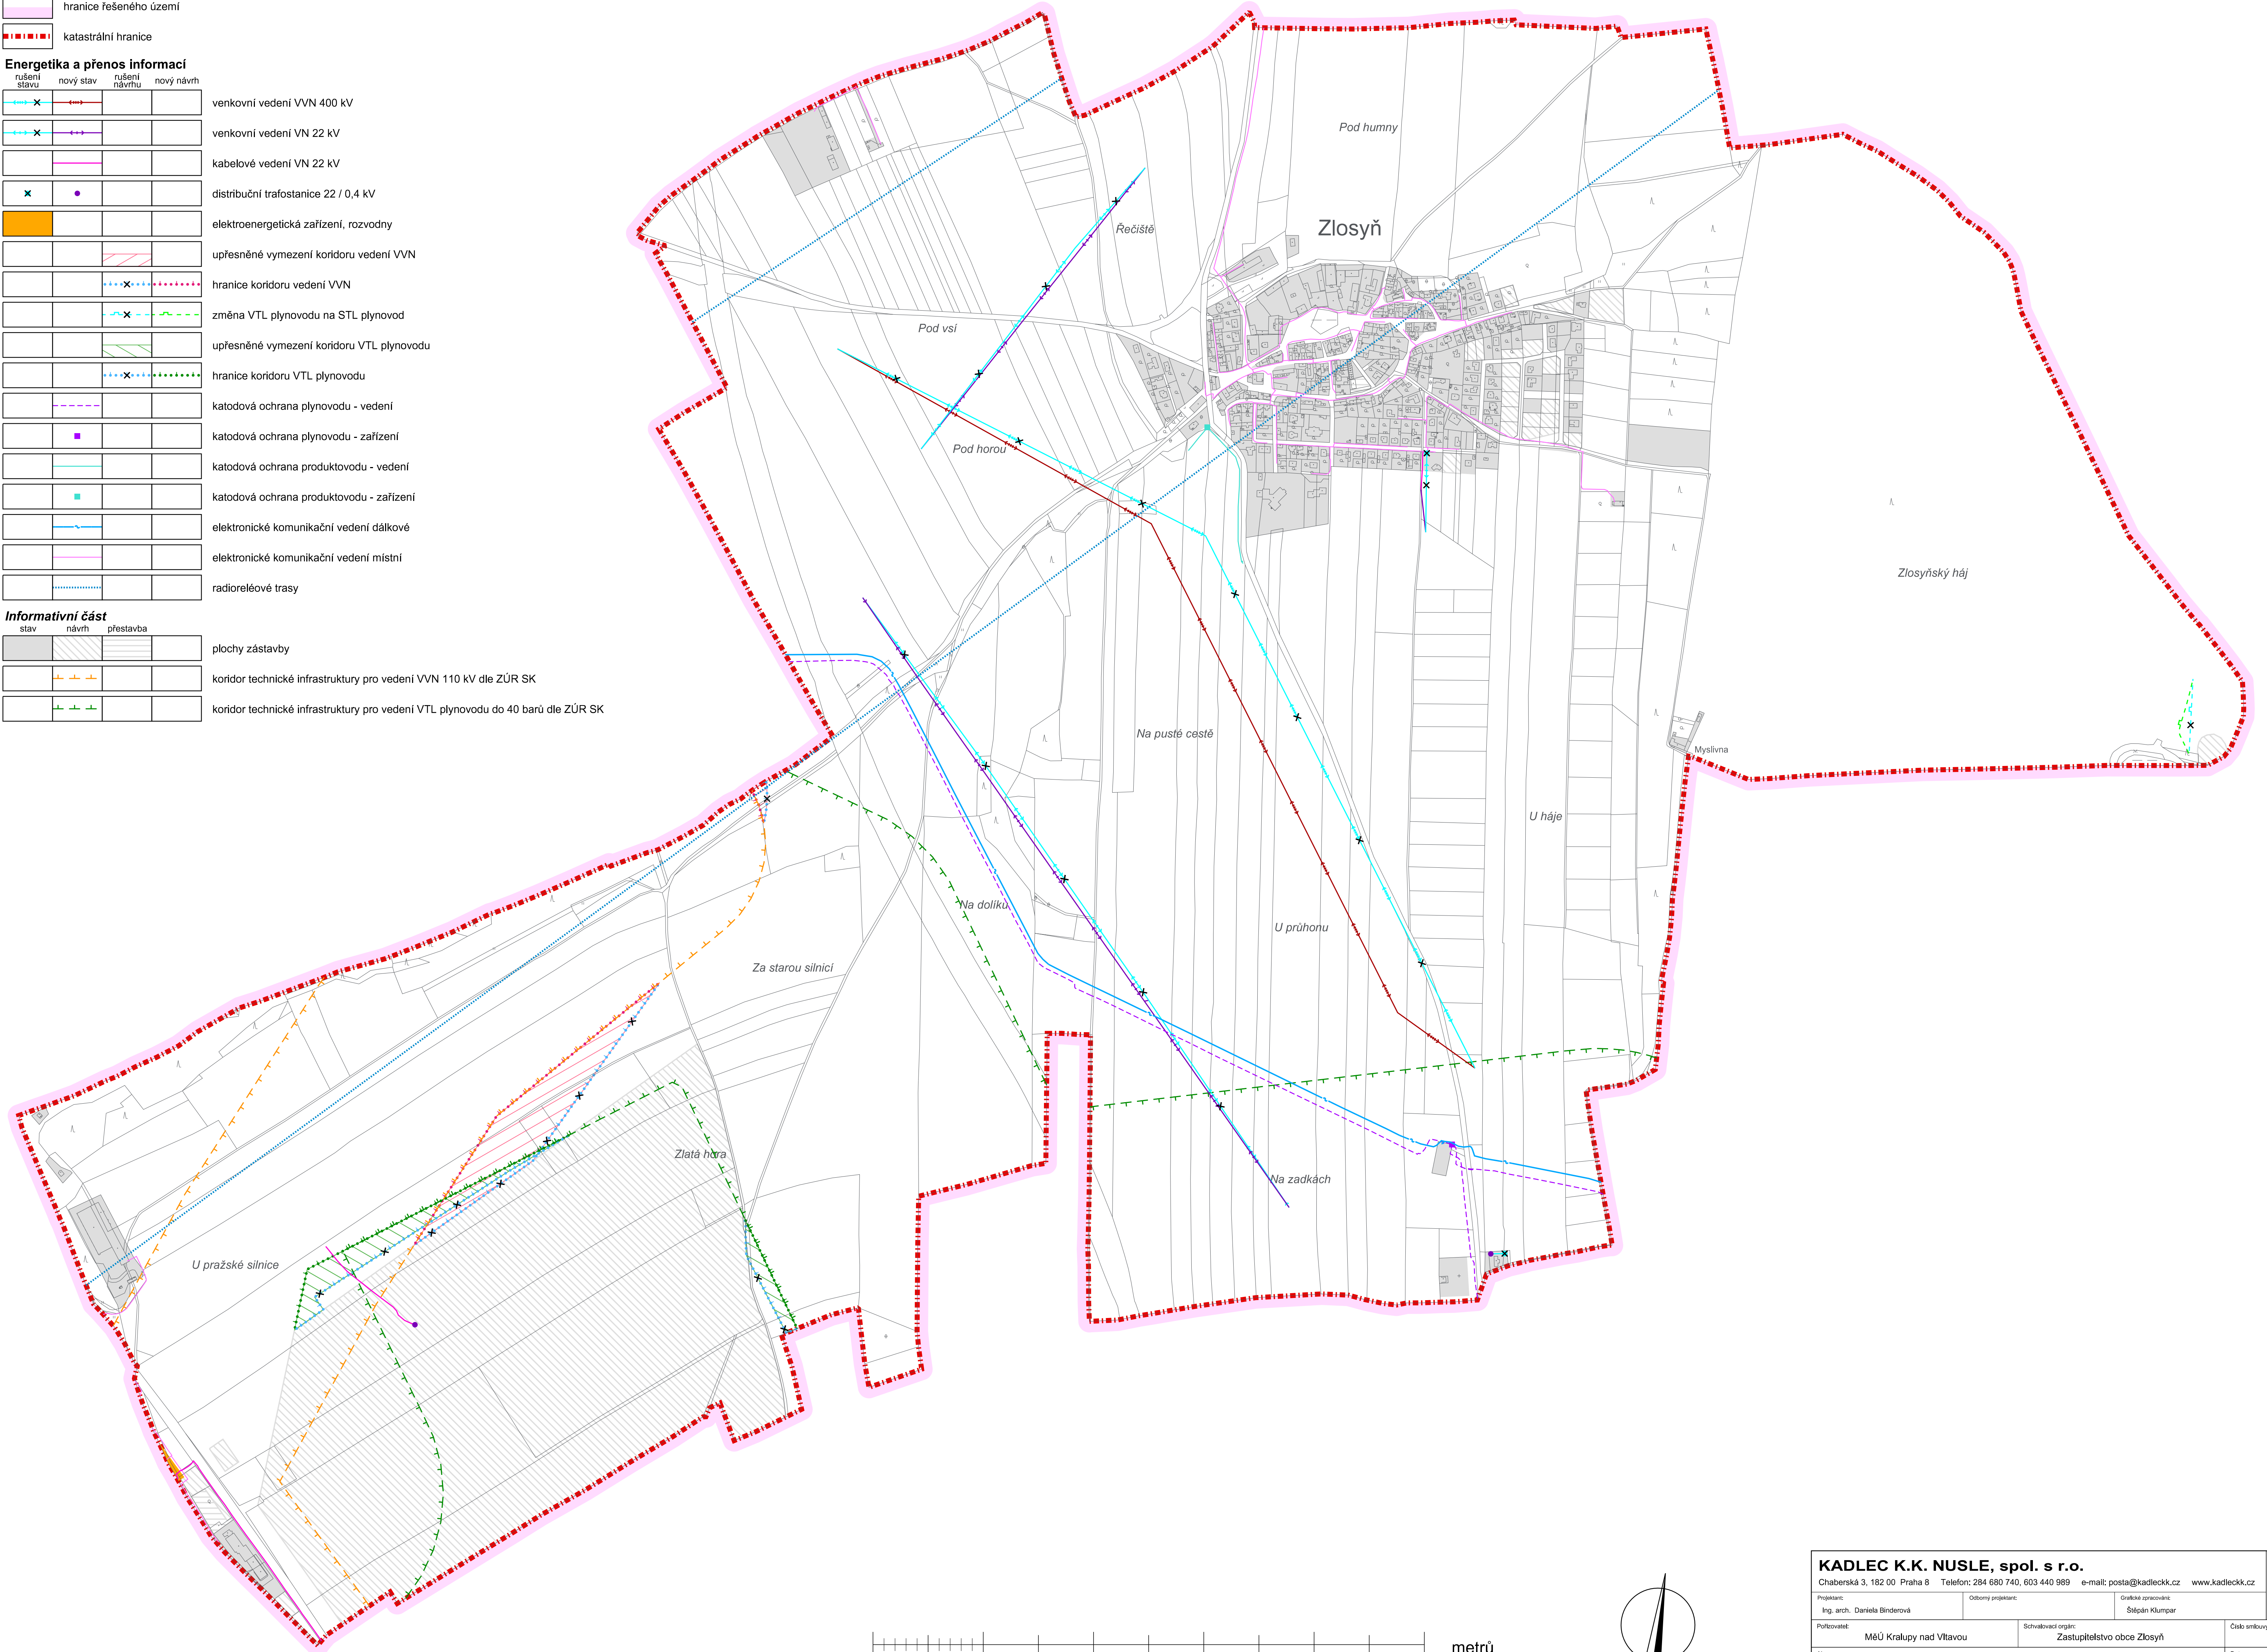 hranice řešeného území
katastrální hranice
Energetika a přenos informací
rušení stavu
nový stav
rušení návrhu
nový návrh
venkovní vedení VVN 400 kV
venkovní vedení VN 22 kV
kabelové vedení VN 22 kV
distribuční trafostanice 22 / 0,4 kV
elektroenergetická zařízení, rozvodny
upřesněné vymezení koridoru vedení VVN
hranice koridoru vedení VVN
změna VTL plynovodu na STL plynovod
upřesněné vymezení koridoru VTL plynovodu
hranice koridoru VTL plynovodu
katodová ochrana plynovodu - vedení
katodová ochrana plynovodu - zařízení
katodová ochrana produktovodu - vedení
katodová ochrana produktovodu - zařízení
elektronické komunikační vedení dálkové
elektronické komunikační vedení místní
radioreléové trasy
Informativní část
stav
návrh
přestavba
plochy zástavby
koridor technické infrastruktury pro vedení VVN 110 kV dle ZÚR SK
koridor technické infrastruktury pro vedení VTL plynovodu do 40 barů dle ZÚR SK
Pod humny
Řečiště
Zlosyň
Pod vsí
Pod horou
Zlosyňský háj
Na pusté cestě
Myslivna
U háje
Na dolíku
U průhonu
Za starou silnici
Zlatá hora
Na zadkách
U pražské silnice
metrů
KADLEC K.K. NUSLE, spol. s r.o.
Chaberská 3, 182 00 Praha 8 Telefon: 284 680 740, 603 440 989 e-mail: posta@kadleckk.cz www.kadleckk.cz
Projektant:
Odborný projektant:
Grafické zpracování:
Ing. arch. Daniela Binderová
Štěpán Klumpar
Pořizovatel:
Schvalovací orgán:
Číslo smlouvy:
MěÚ Kralupy nad Vltavou
Zastupitelstvo obce Zlosyň